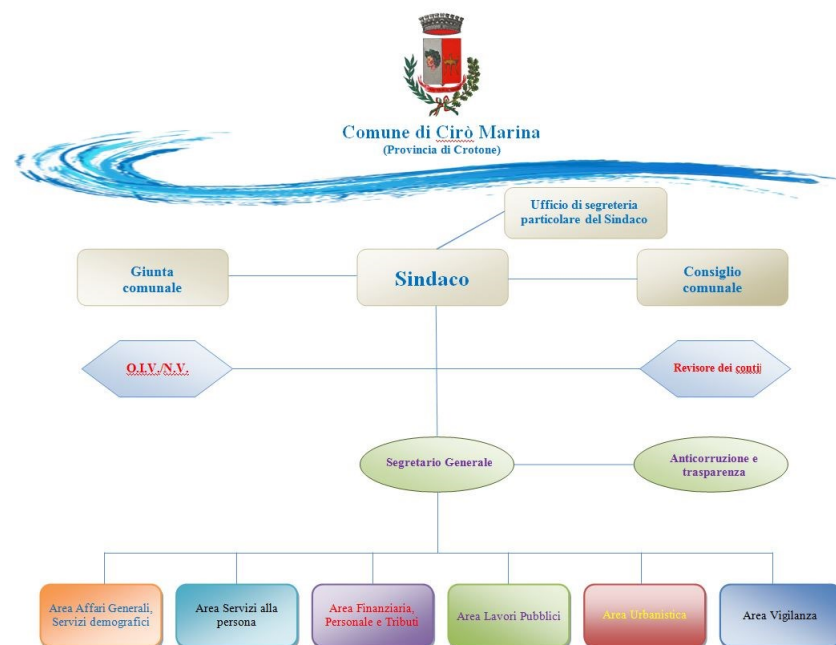 Comune di Cirò Marina
(Provincia di Crotone)
Ufficio di segreteria
particolare del Sindaco
Giunta
comunale
Sindaco
Consiglio
comunale
O.I.V./N.V.
Revisore dei conti
Segretario Generale
Anticorruzione e
trasparenza
Area Affari Generali,
Servizi demografici
Area Servizi alla
persona
Area Finanziaria,
Personale e Tributi
Area Lavori Pubblici
Area Urbanistica
Area Vigilanza